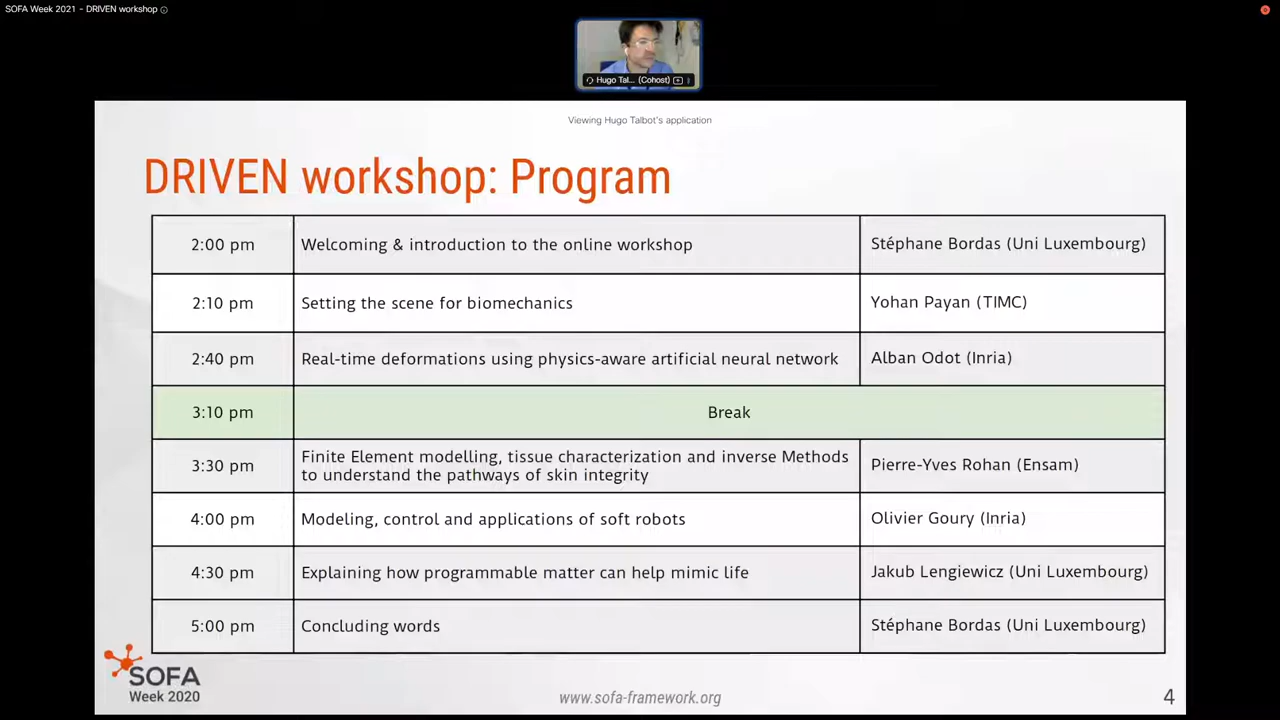 SOFA Week 2021 - DRIVEN workshop
Hugo Tal... (Cohost)
Viewing Hugo Talbot's application
DRIVEN workshop: Program
2:00 pm Welcoming & introduction to the online workshop Stéphane Bordas (Uni Luxembourg)
2:10 pm Setting the scene for biomechanics Yohan Payan (TIMC)
2:40 pm Real-time deformations using physics-aware artificial neural network Alban Odot (Inria)
3:10 pm Break
3:30 pm Finite Element modelling, tissue characterization and inverse Methods
to understand the pathways of skin integrity Pierre-Yves Rohan (Ensam)
4:00 pm Modeling, control and applications of soft robots Olivier Goury (Inria)
4:30 pm Explaining how programmable matter can help mimic life Jakub Lengiewicz (Uni Luxembourg)
5:00 pm Concluding words Stéphane Bordas (Uni Luxembourg)
SOFA
Week 2020
www.sofa-framework.org
4